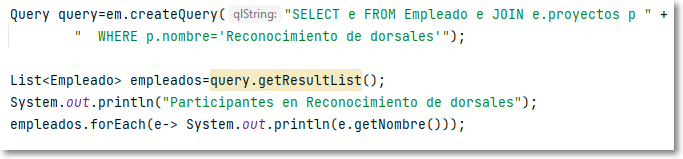 Query query=em.createQuery( qlString: "SELECT e FROM Empleado e JOIN e.proyectos p " +
"  WHERE p.nombre='Reconocimiento de dorsales'");
List<Empleado> empleados=query.getResultList();
System.out.println("Participantes en Reconocimiento de dorsales");
empleados.forEach(e-> System.out.println(e.getNombre()));